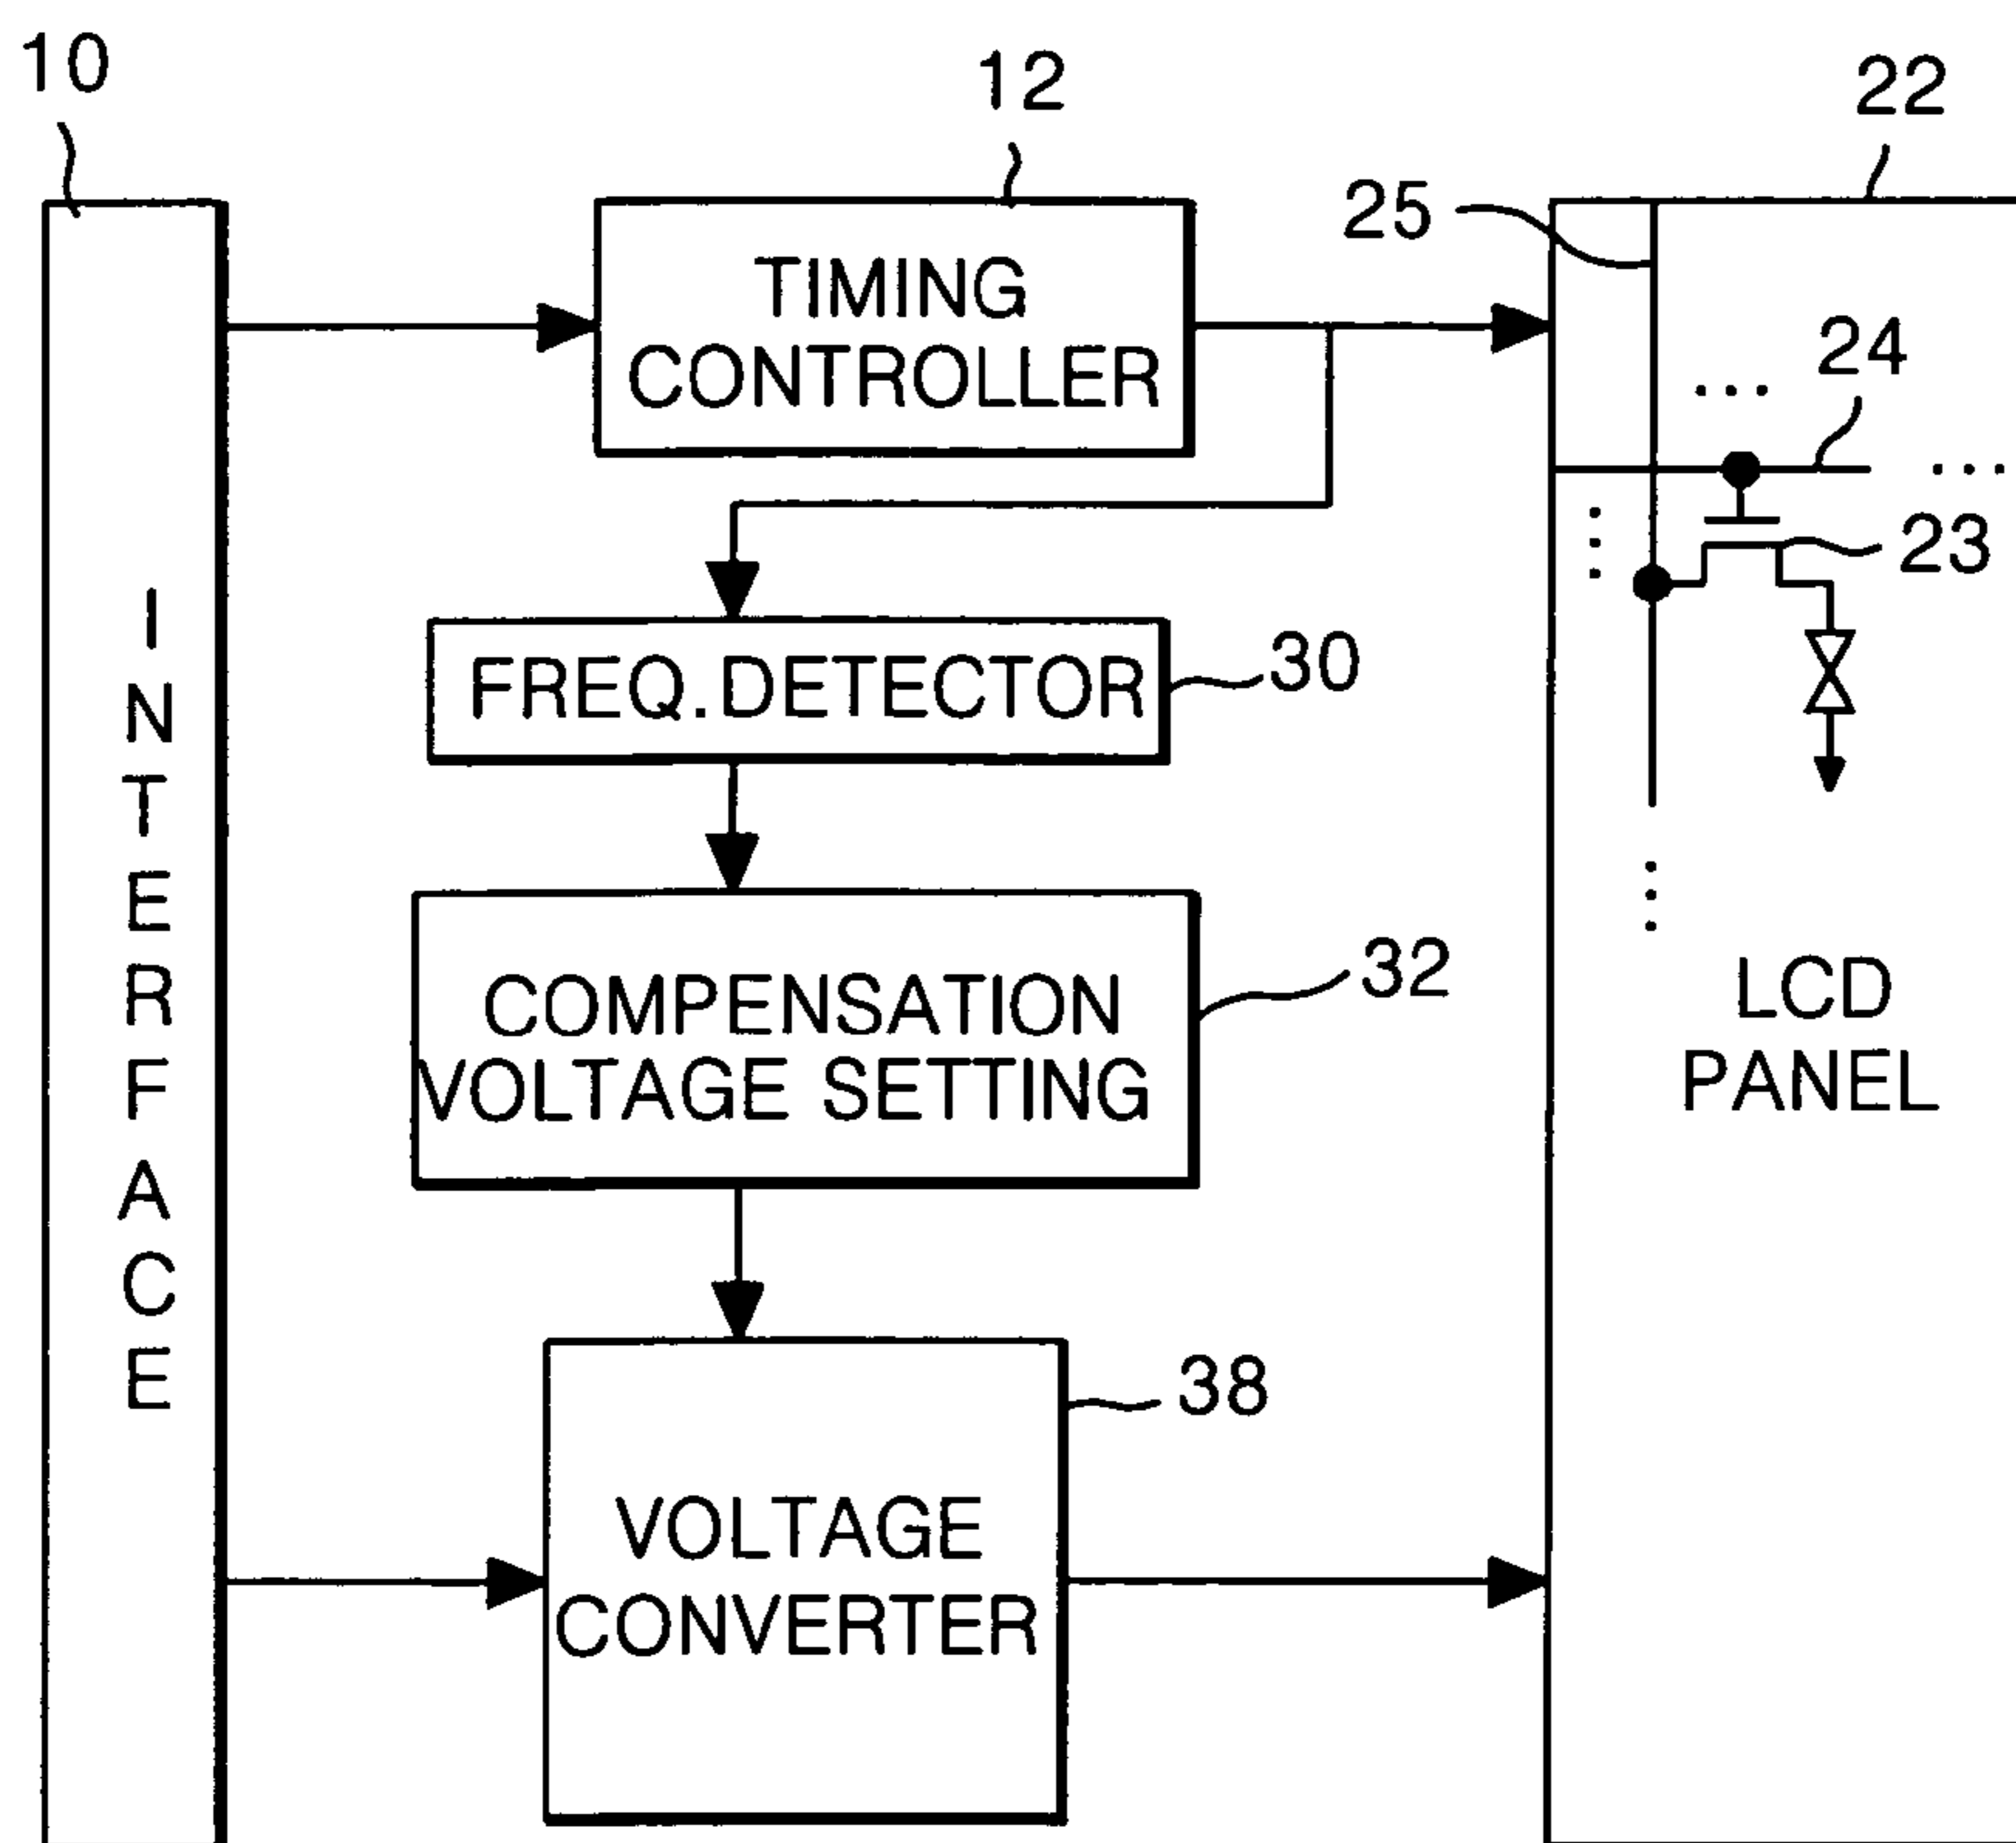 10
12
22
25
TIMING
CONTROLLER
24
23
INTERFACE
FREQ.DETECTOR
30
COMPENSATION
VOLTAGE SETTING
32
LCD
PANEL
38
VOLTAGE
CONVERTER